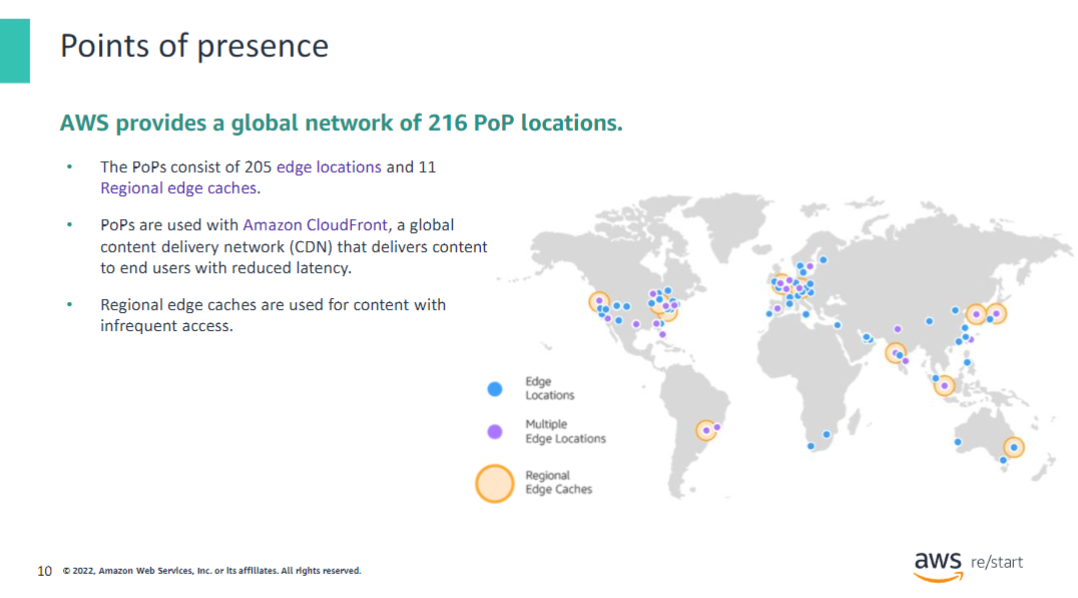 Points of presence
AWS provides a global network of 216 PoP locations.
• The PoPs consist of 205 edge locations and 11
Regional edge caches.
• PoPs are used with Amazon CloudFront, a global
content delivery network (CDN) that delivers content
to end users with reduced latency.
• Regional edge caches are used for content with
infrequent access.
Edge
Locations
Multiple
Edge Locations
Regional
Edge Caches
10 © 2022, Amazon Web Services, Inc. or its affiliates. All rights reserved.
aws re/start